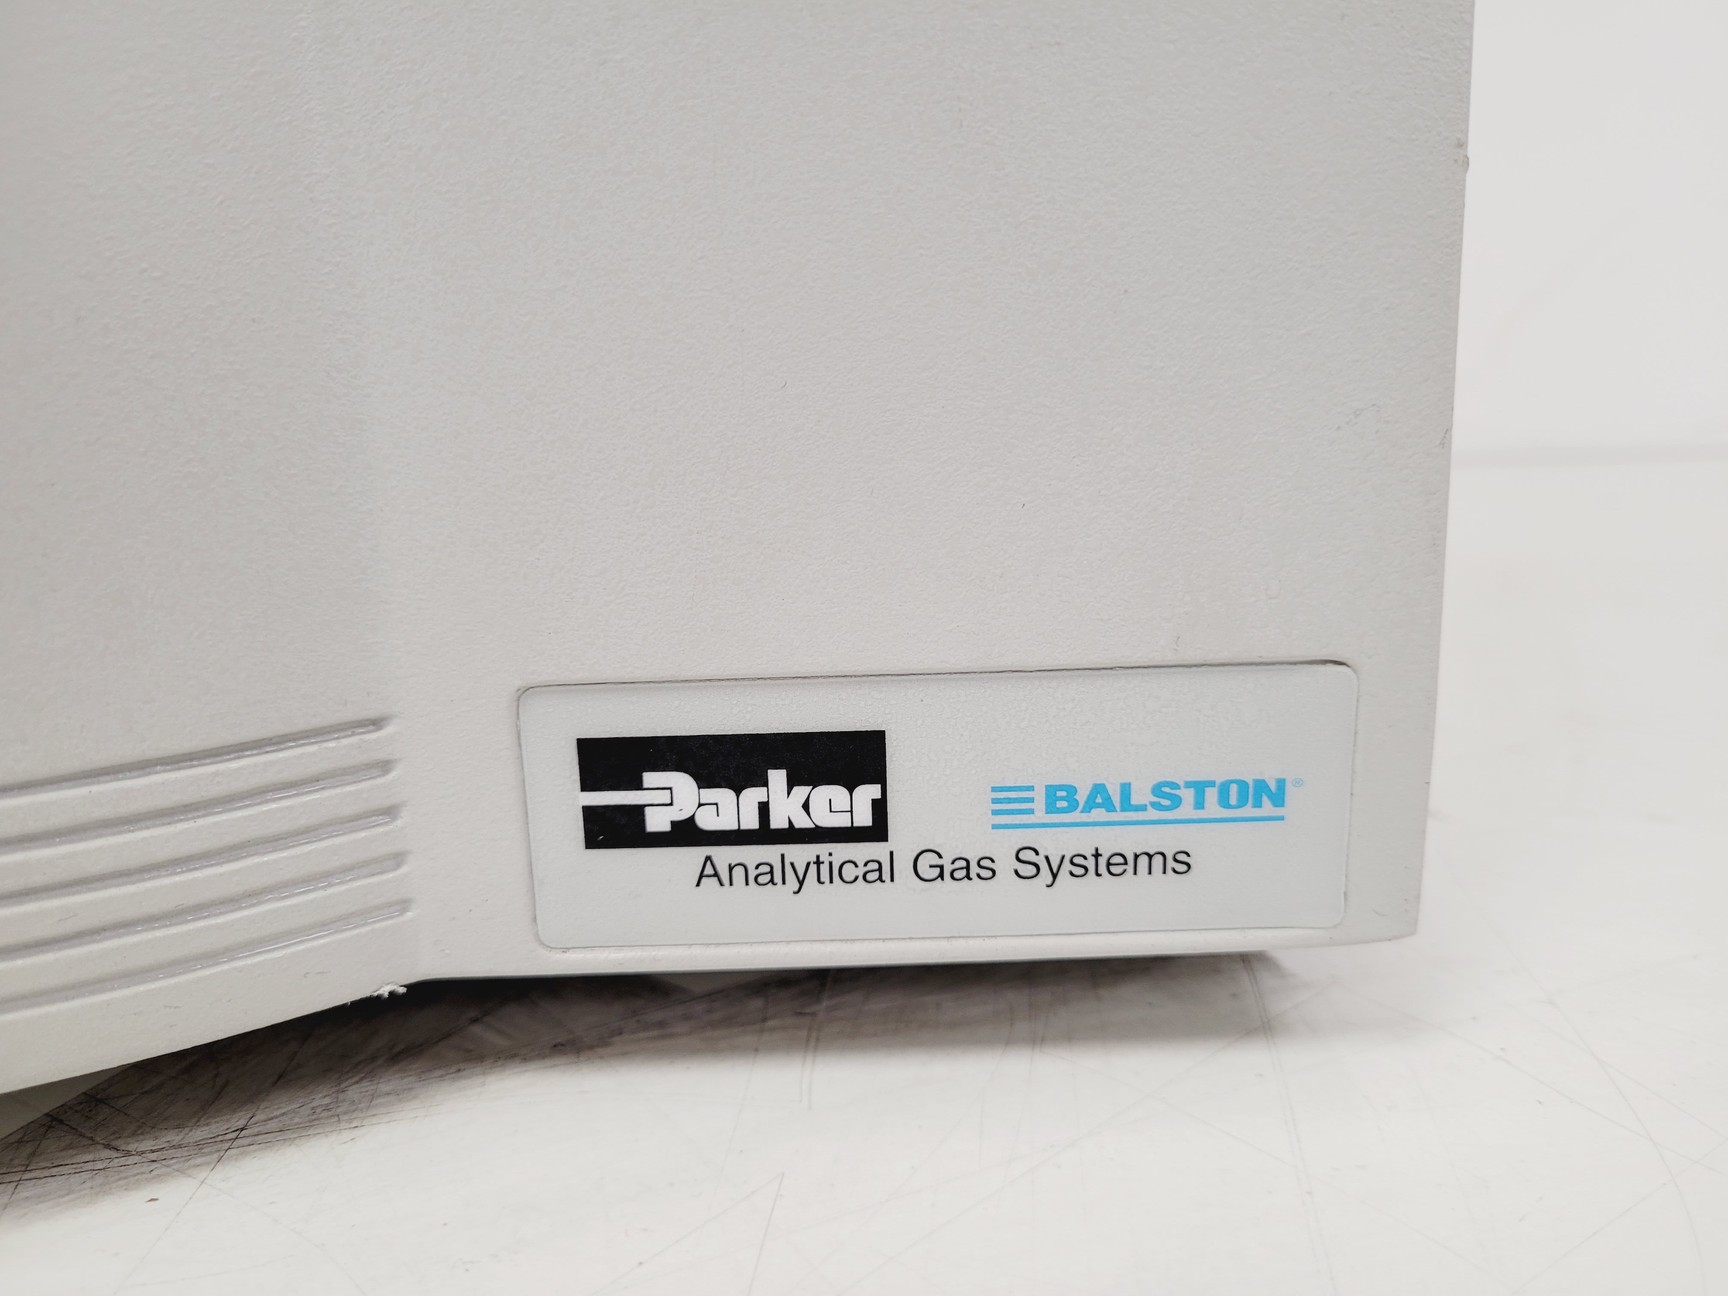 Parker BALSTON®
Analytical Gas Systems